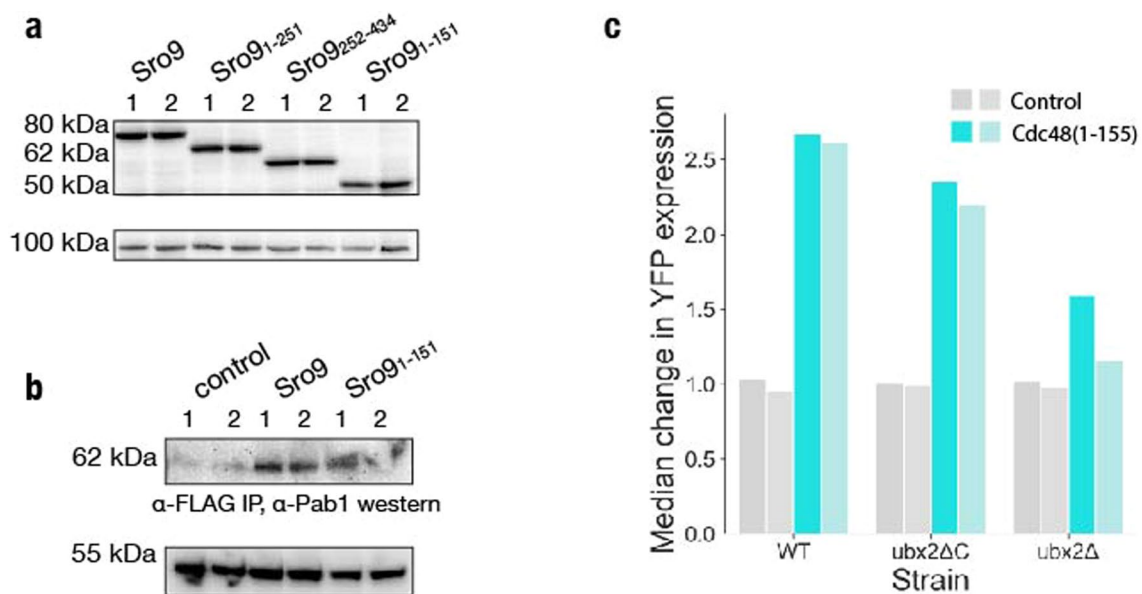 a
Sro9 Sro91-251 Sro9252-434 Sro91-151
1 2 1 2 1 2 1 2
80 kDa
62 kDa
50 kDa
100 kDa
b
control Sro9 Sro91-151
1 2 1 2 1 2
62 kDa
α-FLAG IP, α-Pab1 western
55 kDa
c
Control
Cdc48(1-155)
Median change in YFP expression
2.5
2.0
1.5
1.0
0.5
0.0
WT ubx2ΔC ubx2Δ
Strain